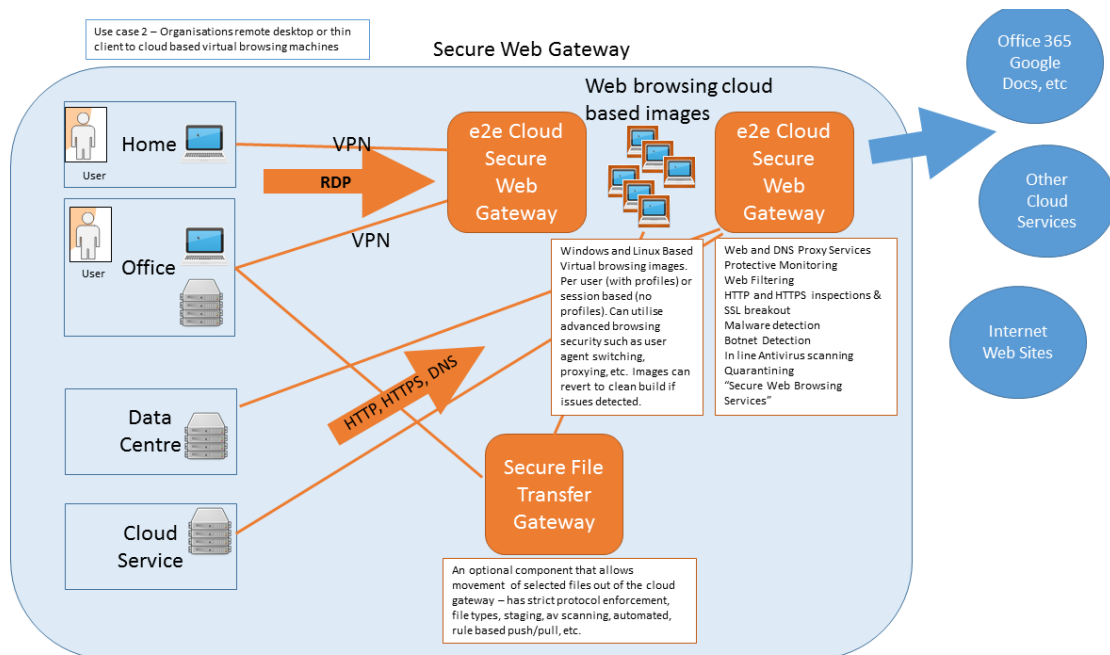 Use case 2 – Organisations remote desktop or thin
client to cloud based virtual browsing machines
Secure Web Gateway
Office 365
Google
Docs, etc
Home
User
VPN
RDP
e2e Cloud
Secure
Web
Gateway
Web browsing cloud
based images
e2e Cloud
Secure
Web
Gateway
Other
Cloud
Services
Office
User
VPN
Windows and Linux Based
Virtual browsing images.
Per user (with profiles) or
session based (no
profiles). Can utilise
advanced browsing
security such as user
agent switching,
proxying, etc. Images can
revert to clean build if
issues detected.
Web and DNS Proxy Services
Protective Monitoring
Web Filtering
HTTP and HTTPS inspections &
SSL breakout
Malware detection
Botnet Detection
In line Antivirus scanning
Quarantining
“Secure Web Browsing
Services”
Internet
Web Sites
HTTP, HTTPS, DNS
Data
Centre
Secure File
Transfer
Gateway
Cloud
Service
An optional component that allows
movement of selected files out of the cloud
gateway – has strict protocol enforcement,
file types, staging, av scanning, automated,
rule based push/pull, etc.